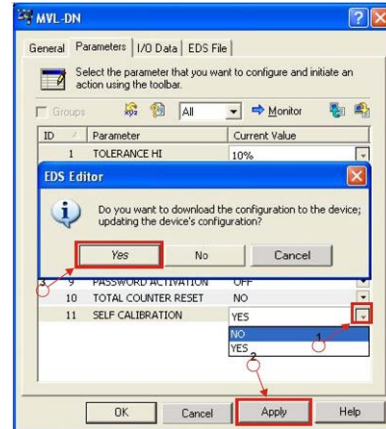 MVL-DN
General Parameters I/O Data EDS File
Select the parameter that you want to configure and initiate an
action using the toolbar.
Groups All Monitor
ID Parameter Current Value
1 TOLERANCE HI 10%
EDS Editor
Do you want to download the configuration to the device;
updating the device's configuration?
Yes No Cancel
3 9 PASSWORD ACTIVATION OFF
10 TOTAL COUNTER RESET NO
11 SELF CALIBRATION YES
1
NO
YES
2
OK Cancel Apply Help